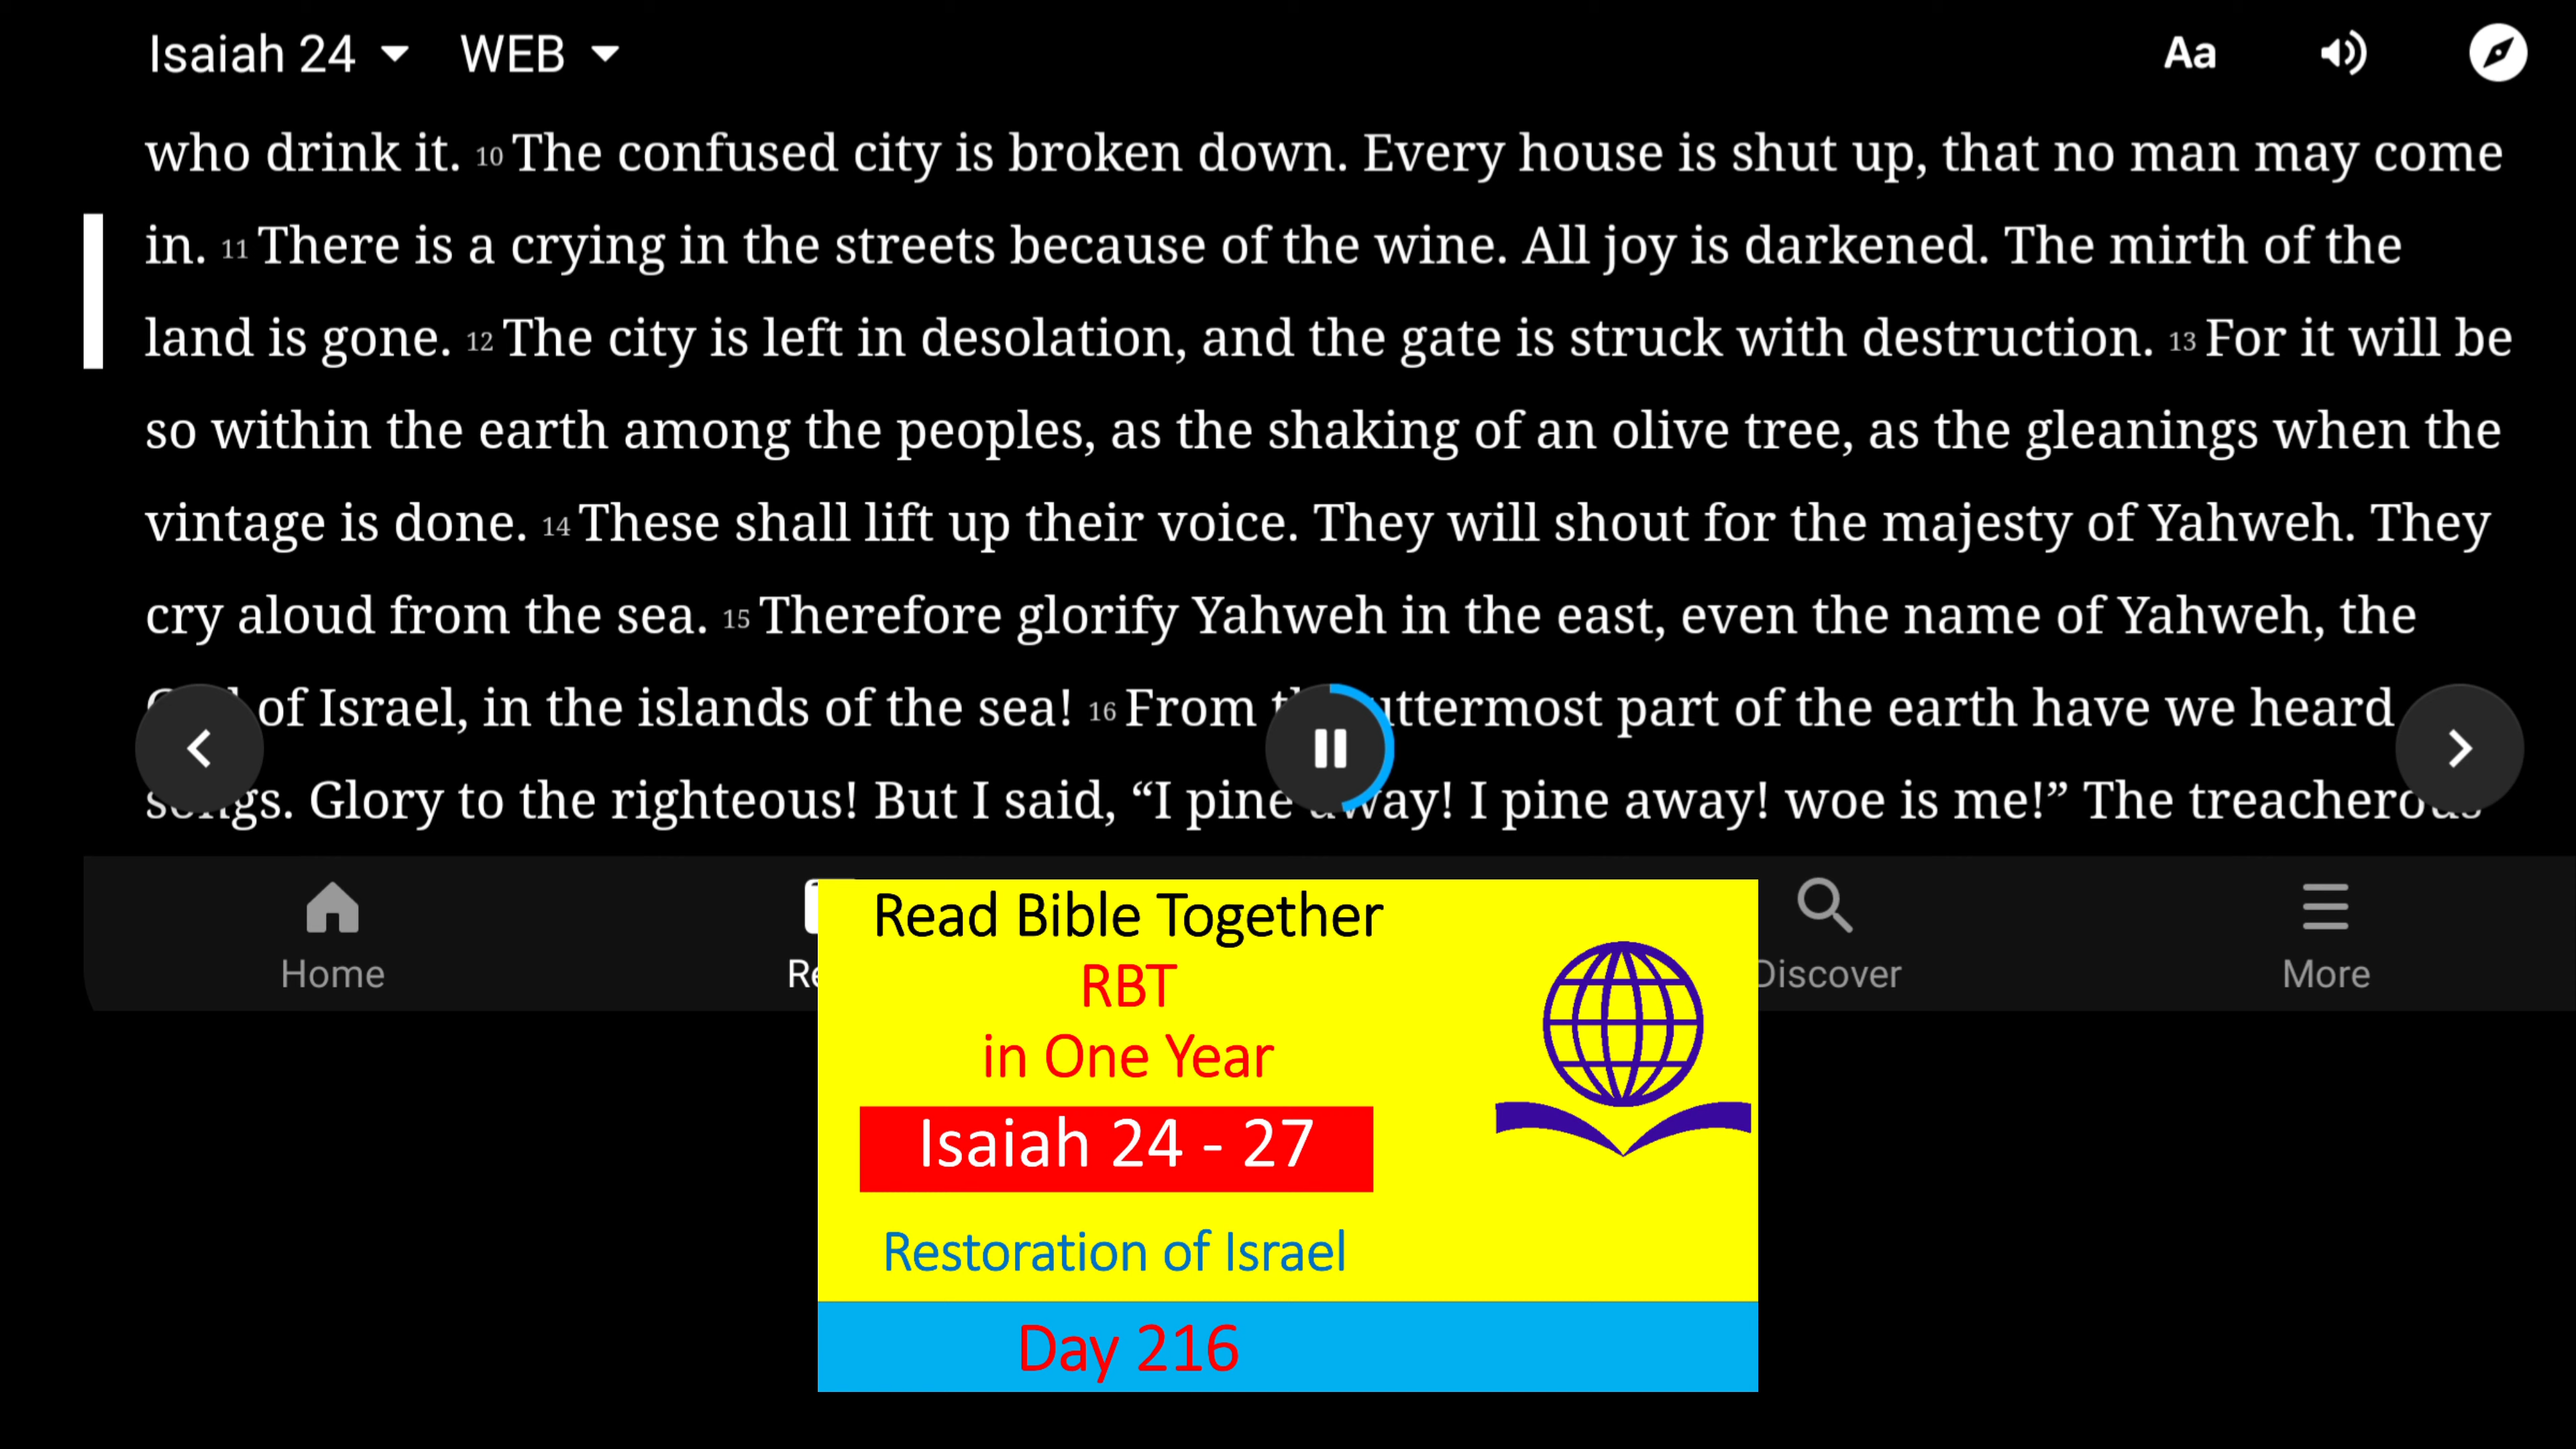 Isaiah 24 WEB Aa
who drink it. 10 The confused city is broken down. Every house is shut up, that no man may come
in. 11 There is a crying in the streets because of the wine. All joy is darkened. The mirth of the
land is gone. 12 The city is left in desolation, and the gate is struck with destruction. 13 For it will be
so within the earth among the peoples, as the shaking of an olive tree, as the gleanings when the
vintage is done. 14 These shall lift up their voice. They will shout for the majesty of Yahweh. They
cry aloud from the sea. 15 Therefore glorify Yahweh in the east, even the name of Yahweh, the
of Israel, in the islands of the sea! 16 From part of the earth have we heard
Glory to the righteous! But I said, “I pine away! I pine away! woe is me!” The treacherous
Home Discover More
Read Bible Together
RBT
in One Year
Isaiah 24 - 27
Restoration of Israel
Day 216